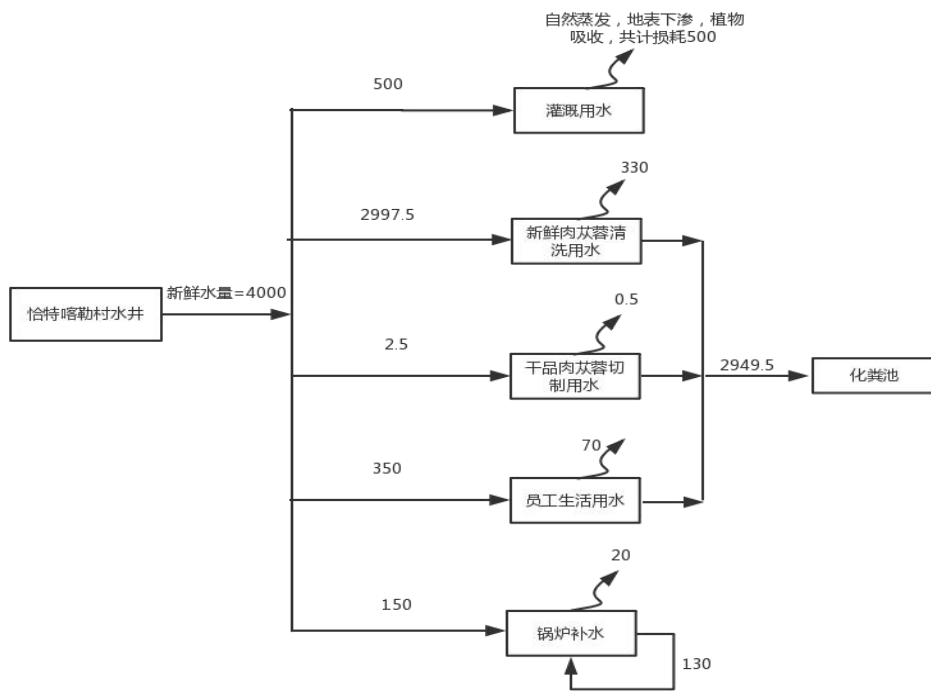 自然蒸发，地表下渗，植物
吸收，共计损耗500
500
灌溉用水
330
2997.5
新鲜肉苁蓉清
洗用水
新鲜水量=4000
恰特喀勒村水井
0.5
2.5
干品肉苁蓉切
制用水
2949.5
化粪池
70
350
员工生活用水
20
150
锅炉补水
130